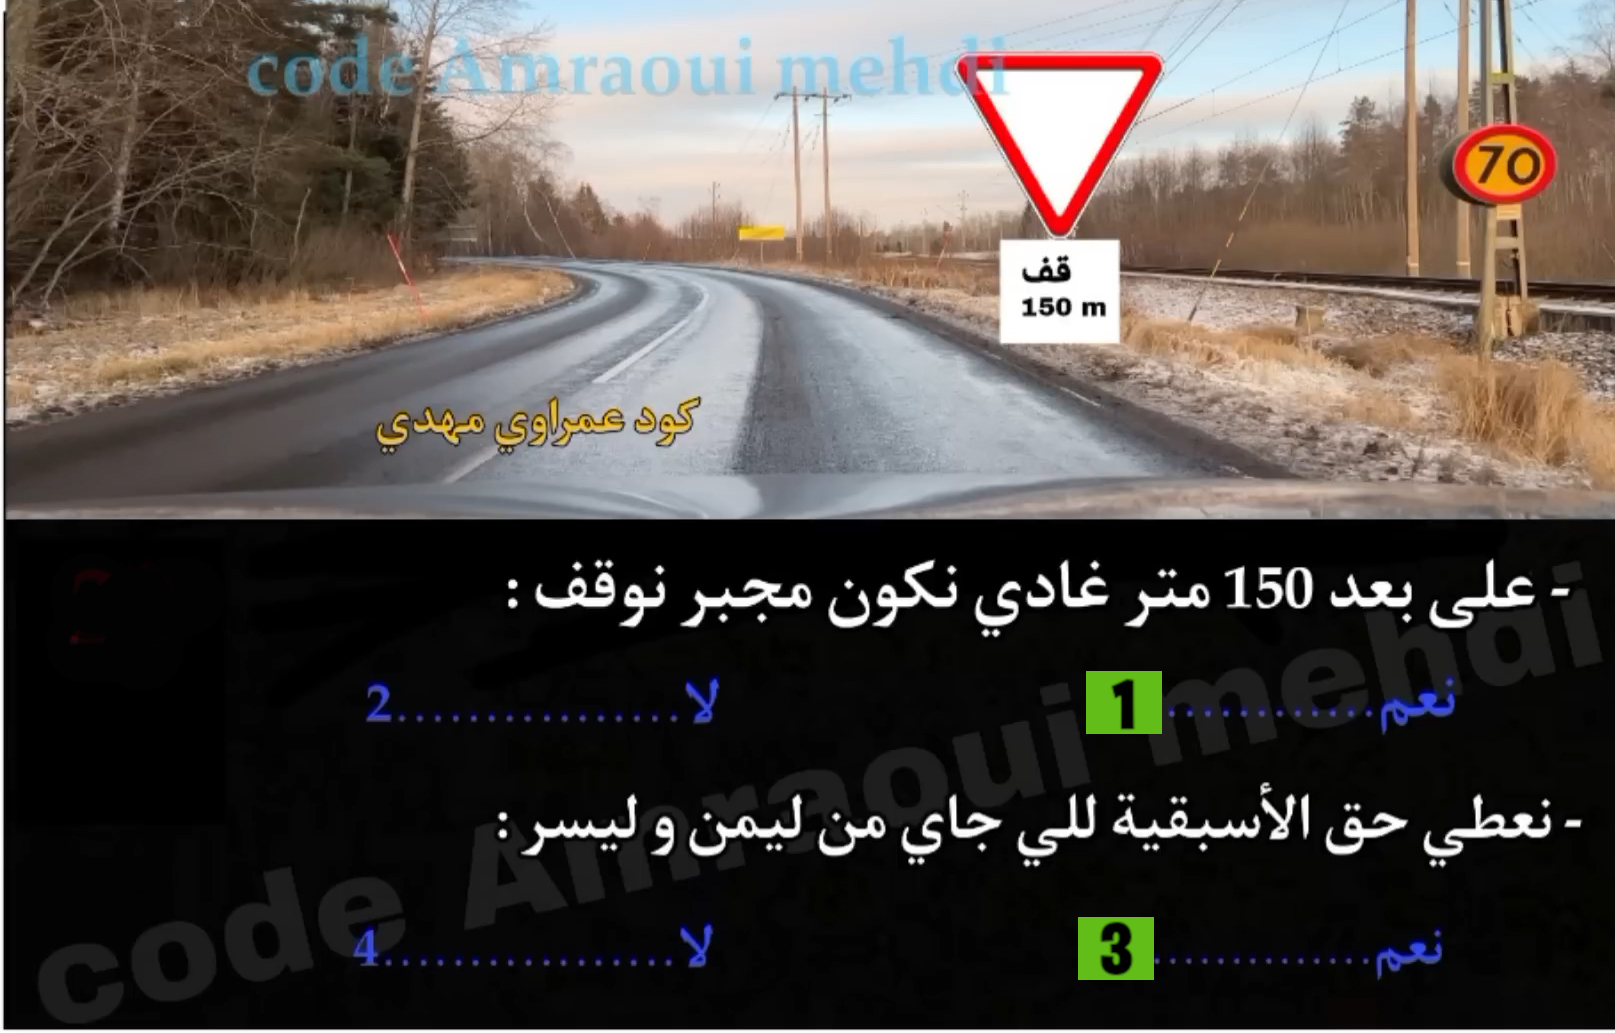 code Amraoui mehdi
70
قف
150 m
كود عمراوي مهدي
- على بعد 150 متر غادي نكون مجبر نوقف :
نعم.............1 لا................2
- نعطي حق الأسبقية للي جاي من ليمن و ليسر :
نعم.............3 لا.................4
code Amraoui mehdi